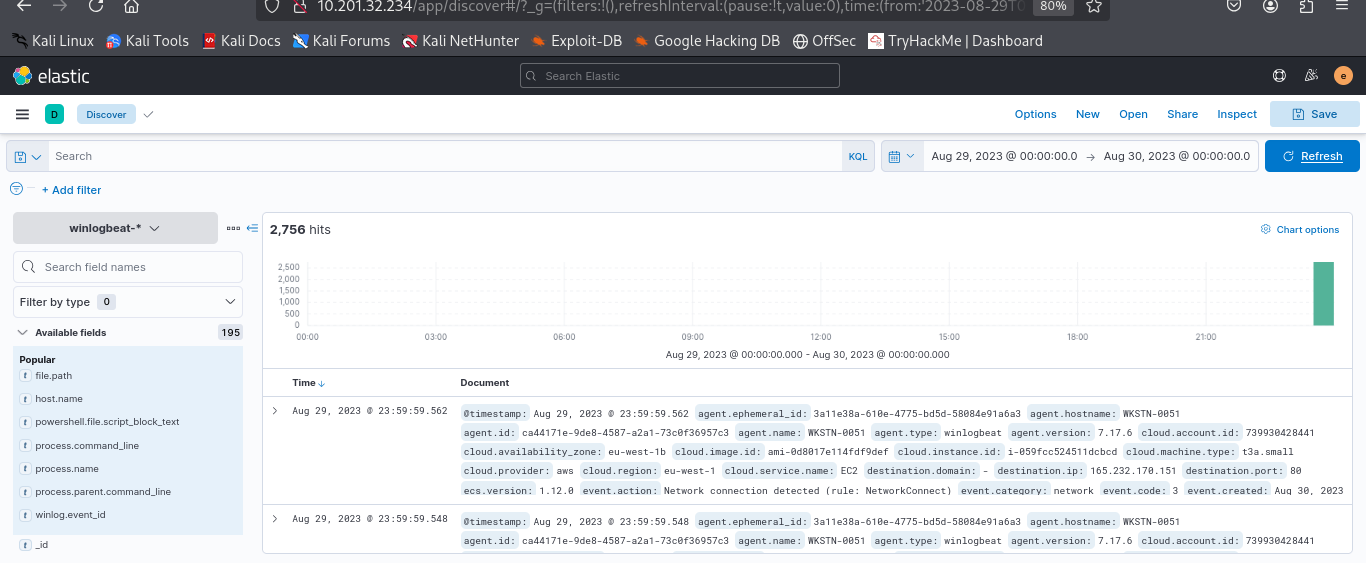 10.201.32.234/app/discover#/?_g=(filters:!(),refreshInterval:(pause:!t,value:0),time:(from:'2023-08-29T0 80%
Kali Linux Kali Tools Kali Docs Kali Forums Kali NetHunter Exploit-DB Google Hacking DB OffSec TryHackMe | Dashboard
elastic Search Elastic e
D Discover Options New Open Share Inspect Save
Search KQL Aug 29, 2023 @ 00:00:00.0 → Aug 30, 2023 @ 00:00:00.0 Refresh
+ Add filter
winlogbeat-* 2,756 hits Chart options
Search field names
Filter by type 0
Available fields 195
Popular
t file.path
t host.name
t powershell.file.script_block_text
t process.command_line
t process.name
t process.parent.command_line
t winlog.event_id
t _id
2,500
2,000
1,500
1,000
500
0
00:00 03:00 06:00 09:00 12:00 15:00 18:00 21:00
Aug 29, 2023 @ 00:00:00.000 - Aug 30, 2023 @ 00:00:00.000
Time ↓ Document
Aug 29, 2023 @ 23:59:59.562 @timestamp: Aug 29, 2023 @ 23:59:59.562 agent.ephemeral_id: 3a11e38a-610e-4775-bd5d-58084e91a6a3 agent.hostname: WKSTN-0051
agent.id: ca44171e-9de8-4587-a2a1-73c0f36957c3 agent.name: WKSTN-0051 agent.type: winlogbeat agent.version: 7.17.6 cloud.account.id: 739930428441
cloud.availability_zone: eu-west-1b cloud.image.id: ami-0d8017e114fdf9def cloud.instance.id: i-059fcc524511dcbcd cloud.machine.type: t3a.small
cloud.provider: aws cloud.region: eu-west-1 cloud.service.name: EC2 destination.domain: - destination.ip: 165.232.170.151 destination.port: 80
ecs.version: 1.12.0 event.action: Network connection detected (rule: NetworkConnect) event.category: network event.code: 3 event.created: Aug 30, 2023
Aug 29, 2023 @ 23:59:59.548 @timestamp: Aug 29, 2023 @ 23:59:59.548 agent.ephemeral_id: 3a11e38a-610e-4775-bd5d-58084e91a6a3 agent.hostname: WKSTN-0051
agent.id: ca44171e-9de8-4587-a2a1-73c0f36957c3 agent.name: WKSTN-0051 agent.type: winlogbeat agent.version: 7.17.6 cloud.account.id: 739930428441